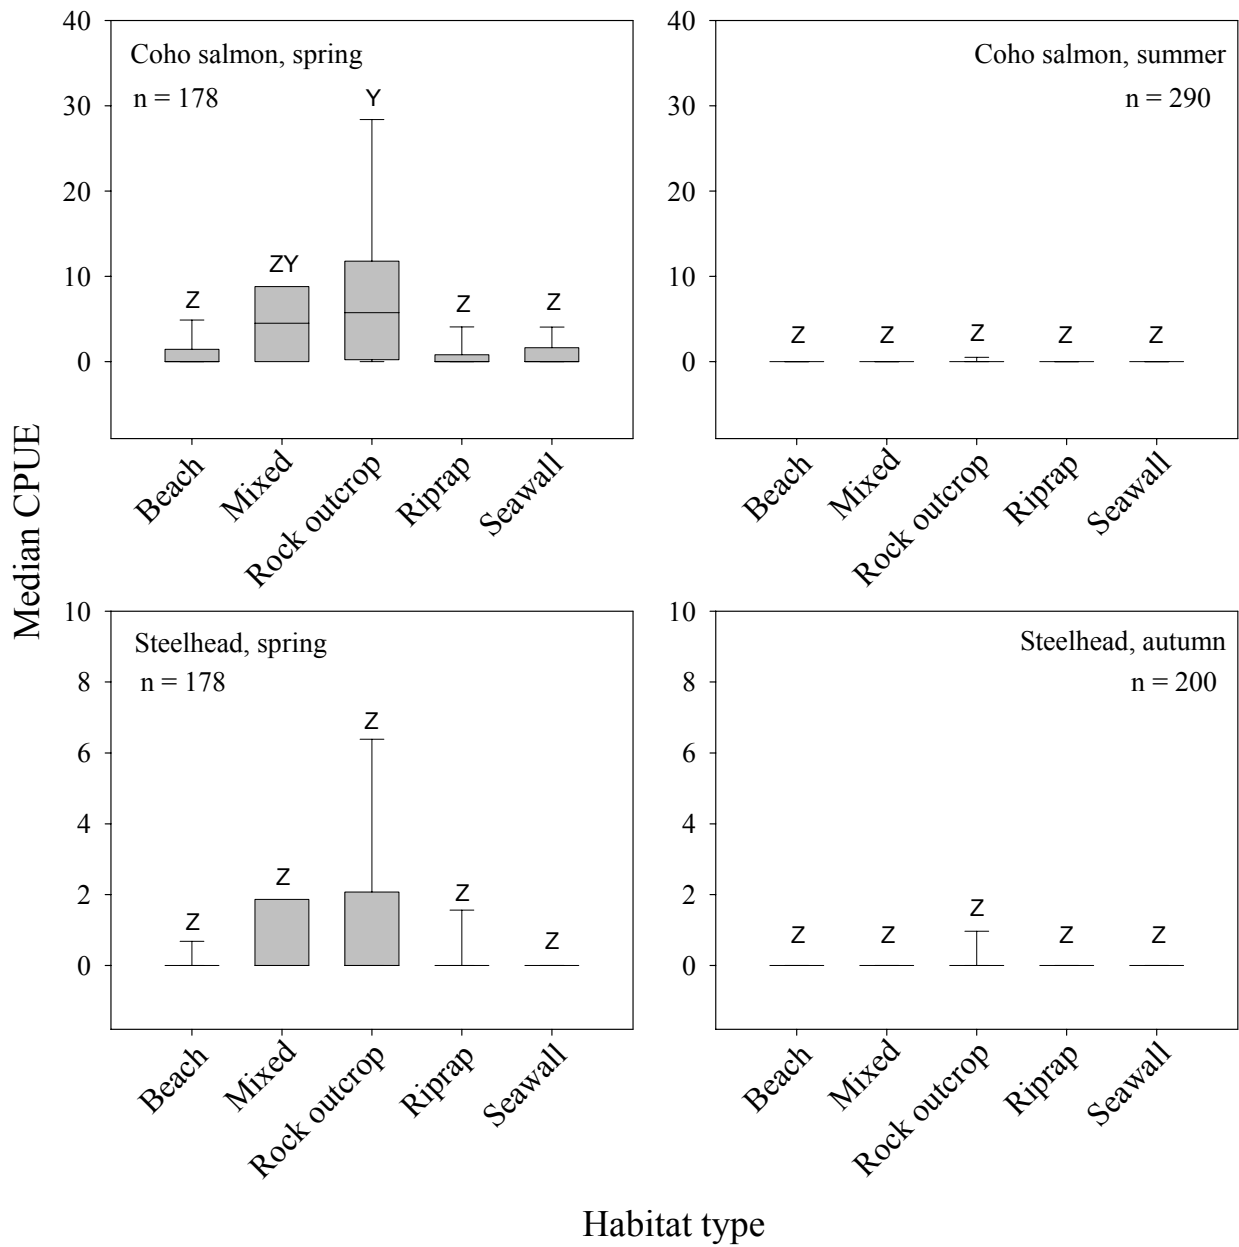 Median CPUE
40
30
20
10
0
Coho salmon, spring
n = 178
Z
ZY
Y
Z
Z
Beach
Mixed
Rock outcrop
Riprap
Seawall
40
30
20
10
0
Coho salmon, summer
n = 290
Z
Z
Z
Z
Z
Beach
Mixed
Rock outcrop
Riprap
Seawall
10
8
6
4
2
0
Steelhead, spring
n = 178
Z
Z
Z
Z
Z
Beach
Mixed
Rock outcrop
Riprap
Seawall
10
8
6
4
2
0
Steelhead, autumn
n = 200
Z
Z
Z
Z
Z
Beach
Mixed
Rock outcrop
Riprap
Seawall
Habitat type